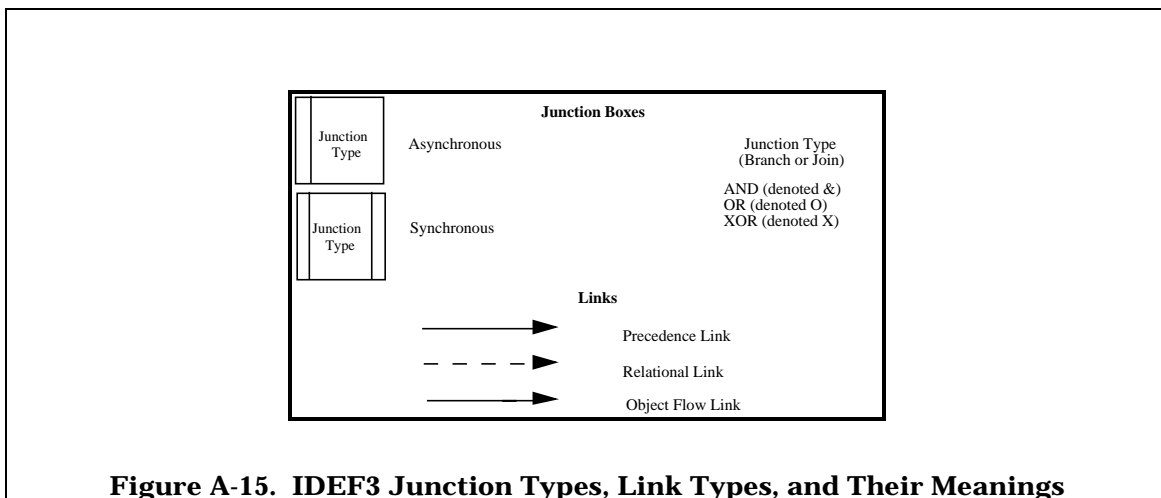 Junction Boxes
Junction
Type
Asynchronous
Junction Type
(Branch or Join)
AND (denoted &)
OR (denoted O)
XOR (denoted X)
Junction
Type
Synchronous
Links
Precedence Link
Relational Link
Object Flow Link
Figure A-15. IDEF3 Junction Types, Link Types, and Their Meanings